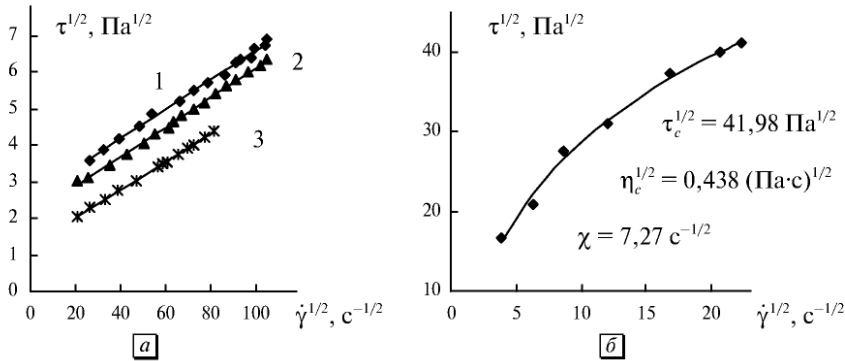 τ^{1/2}, Па^{1/2}
7
6
5
4
3
2
1
0
1
2
3
0 20 40 60 80 100 γ̇^{1/2}, с^{−1/2}
а
τ^{1/2}, Па^{1/2}
40
30
20
10
τ_c^{1/2} = 41,98 Па^{1/2}
η_c^{1/2} = 0,438 (Па·с)^{1/2}
χ = 7,27 с^{−1/2}
0 5 10 15 20 γ̇^{1/2}, с^{−1/2}
б